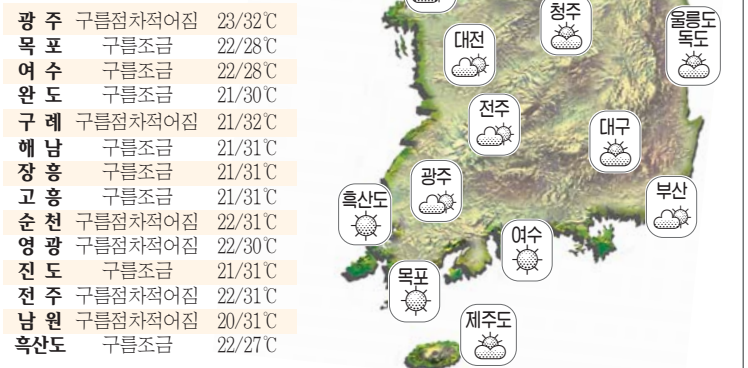 광 주 구름점차적어짐 23/32℃
목 포 구름조금 22/28℃
여 수 구름조금 22/28℃
완 도 구름조금 21/30℃
구 례 구름점차적어짐 21/32℃
해 남 구름조금 21/31℃
장 흥 구름조금 21/31℃
고 흥 구름조금 21/31℃
순 천 구름점차적어짐 22/31℃
영 광 구름점차적어짐 22/30℃
진 도 구름조금 21/31℃
전 주 구름점차적어짐 22/31℃
남 원 구름점차적어짐 20/31℃
흑산도 구름조금 22/27℃
청주
울릉도
독도
대전
전주
대구
광주
흑산도
부산
여수
목포
제주도